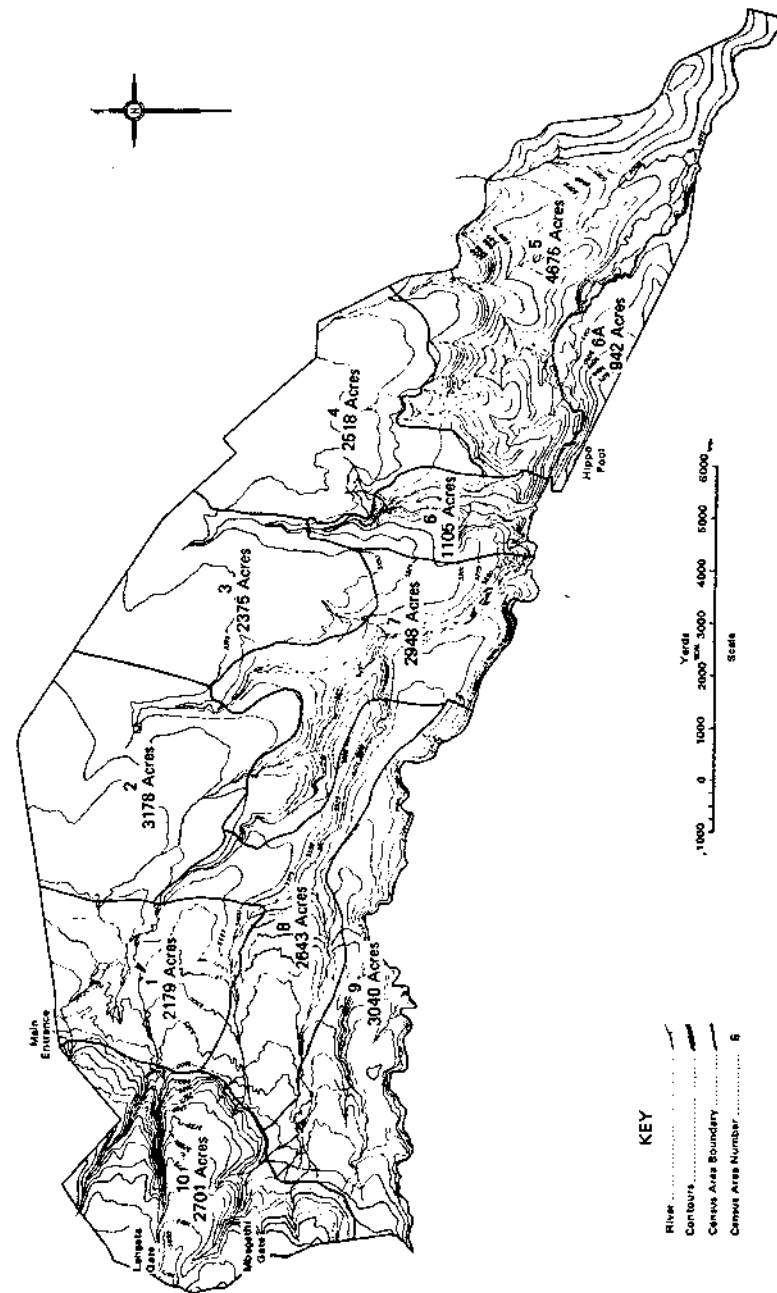 N
Main
Entrance
Langata
Gate
Mbagathi
Gate
10
2701 Acres
1
2179 Acres
2
3178 Acres
3
2375 Acres
4
2518 Acres
5
4675 Acres
6
1105 Acres
6A
942 Acres
7
2948 Acres
8
2643 Acres
9
3040 Acres
Hippo
Pool
KEY
River
Contours
Census Area Boundary
Census Area Number 6
Yards
1000 0 1000 2000 3000 4000 5000 6000
Scale